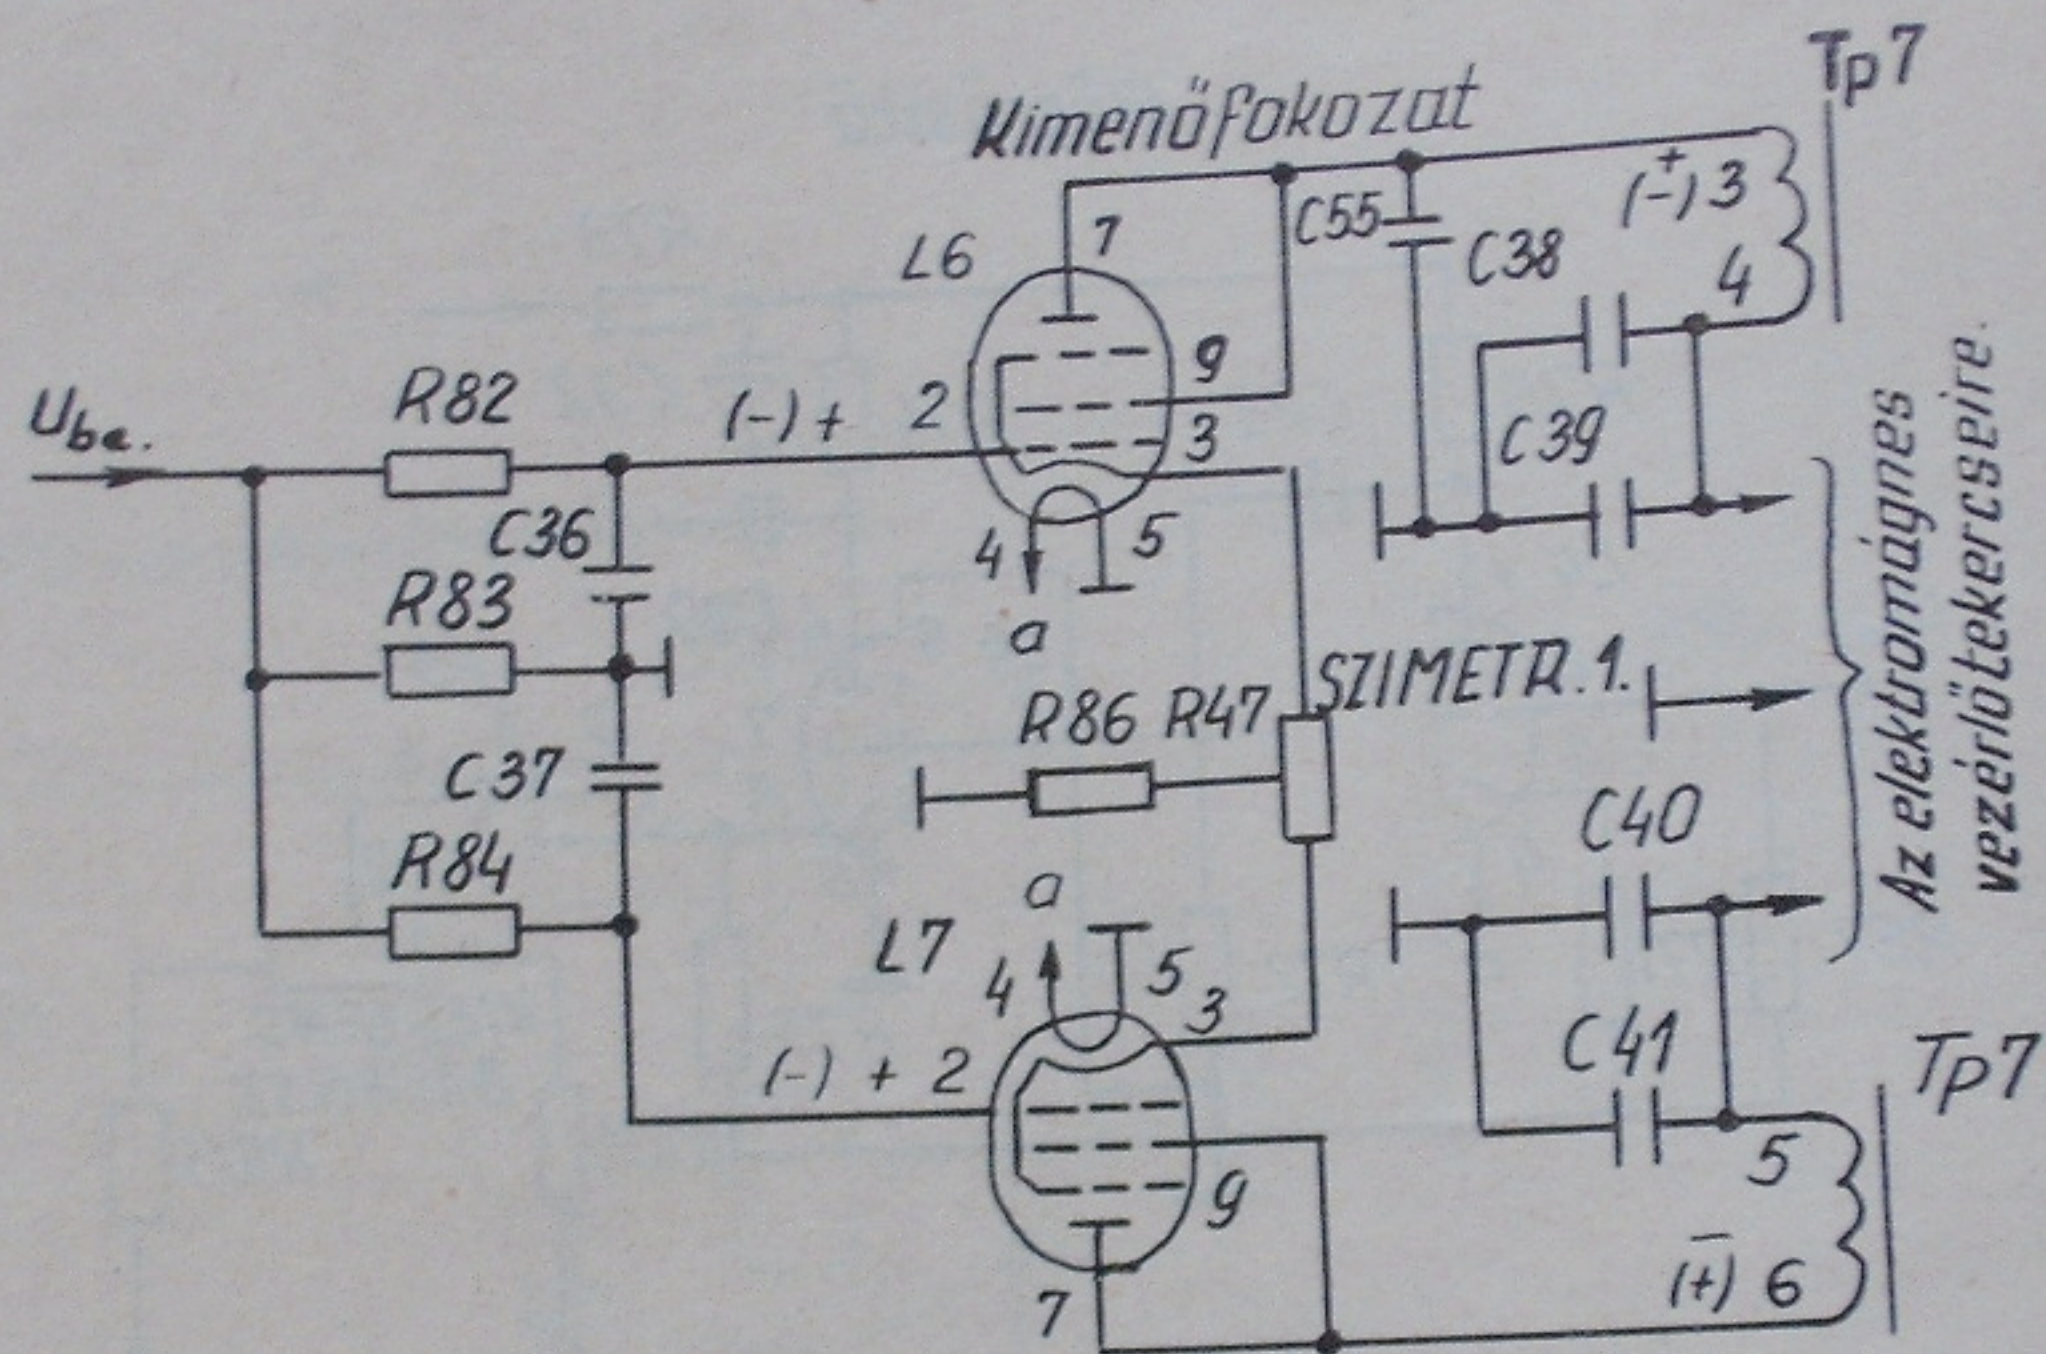 Tp7
Kimenőfokozat
+
(-) 3
C55
7
L6
C38
4
9
R82
(-) +
2
Ube.
3
C39
C36
4
5
R83
a
SZIMETR. 1.
R86 R47
C37
Az elektromágnes
vezérlőtekercseire.
C40
R84
a
L7
4
5
3
C41
Tp7
(-) + 2
5
9
-
(+) 6
7